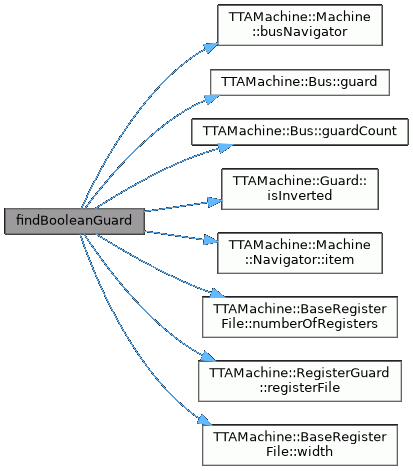 TTAMachine::Machine
::busNavigator
TTAMachine::Bus::guard
TTAMachine::Bus::guardCount
TTAMachine::Guard::
isInverted
findBooleanGuard
TTAMachine::Machine
::Navigator::item
TTAMachine::BaseRegister
File::numberOfRegisters
TTAMachine::RegisterGuard
::registerFile
TTAMachine::BaseRegister
File::width